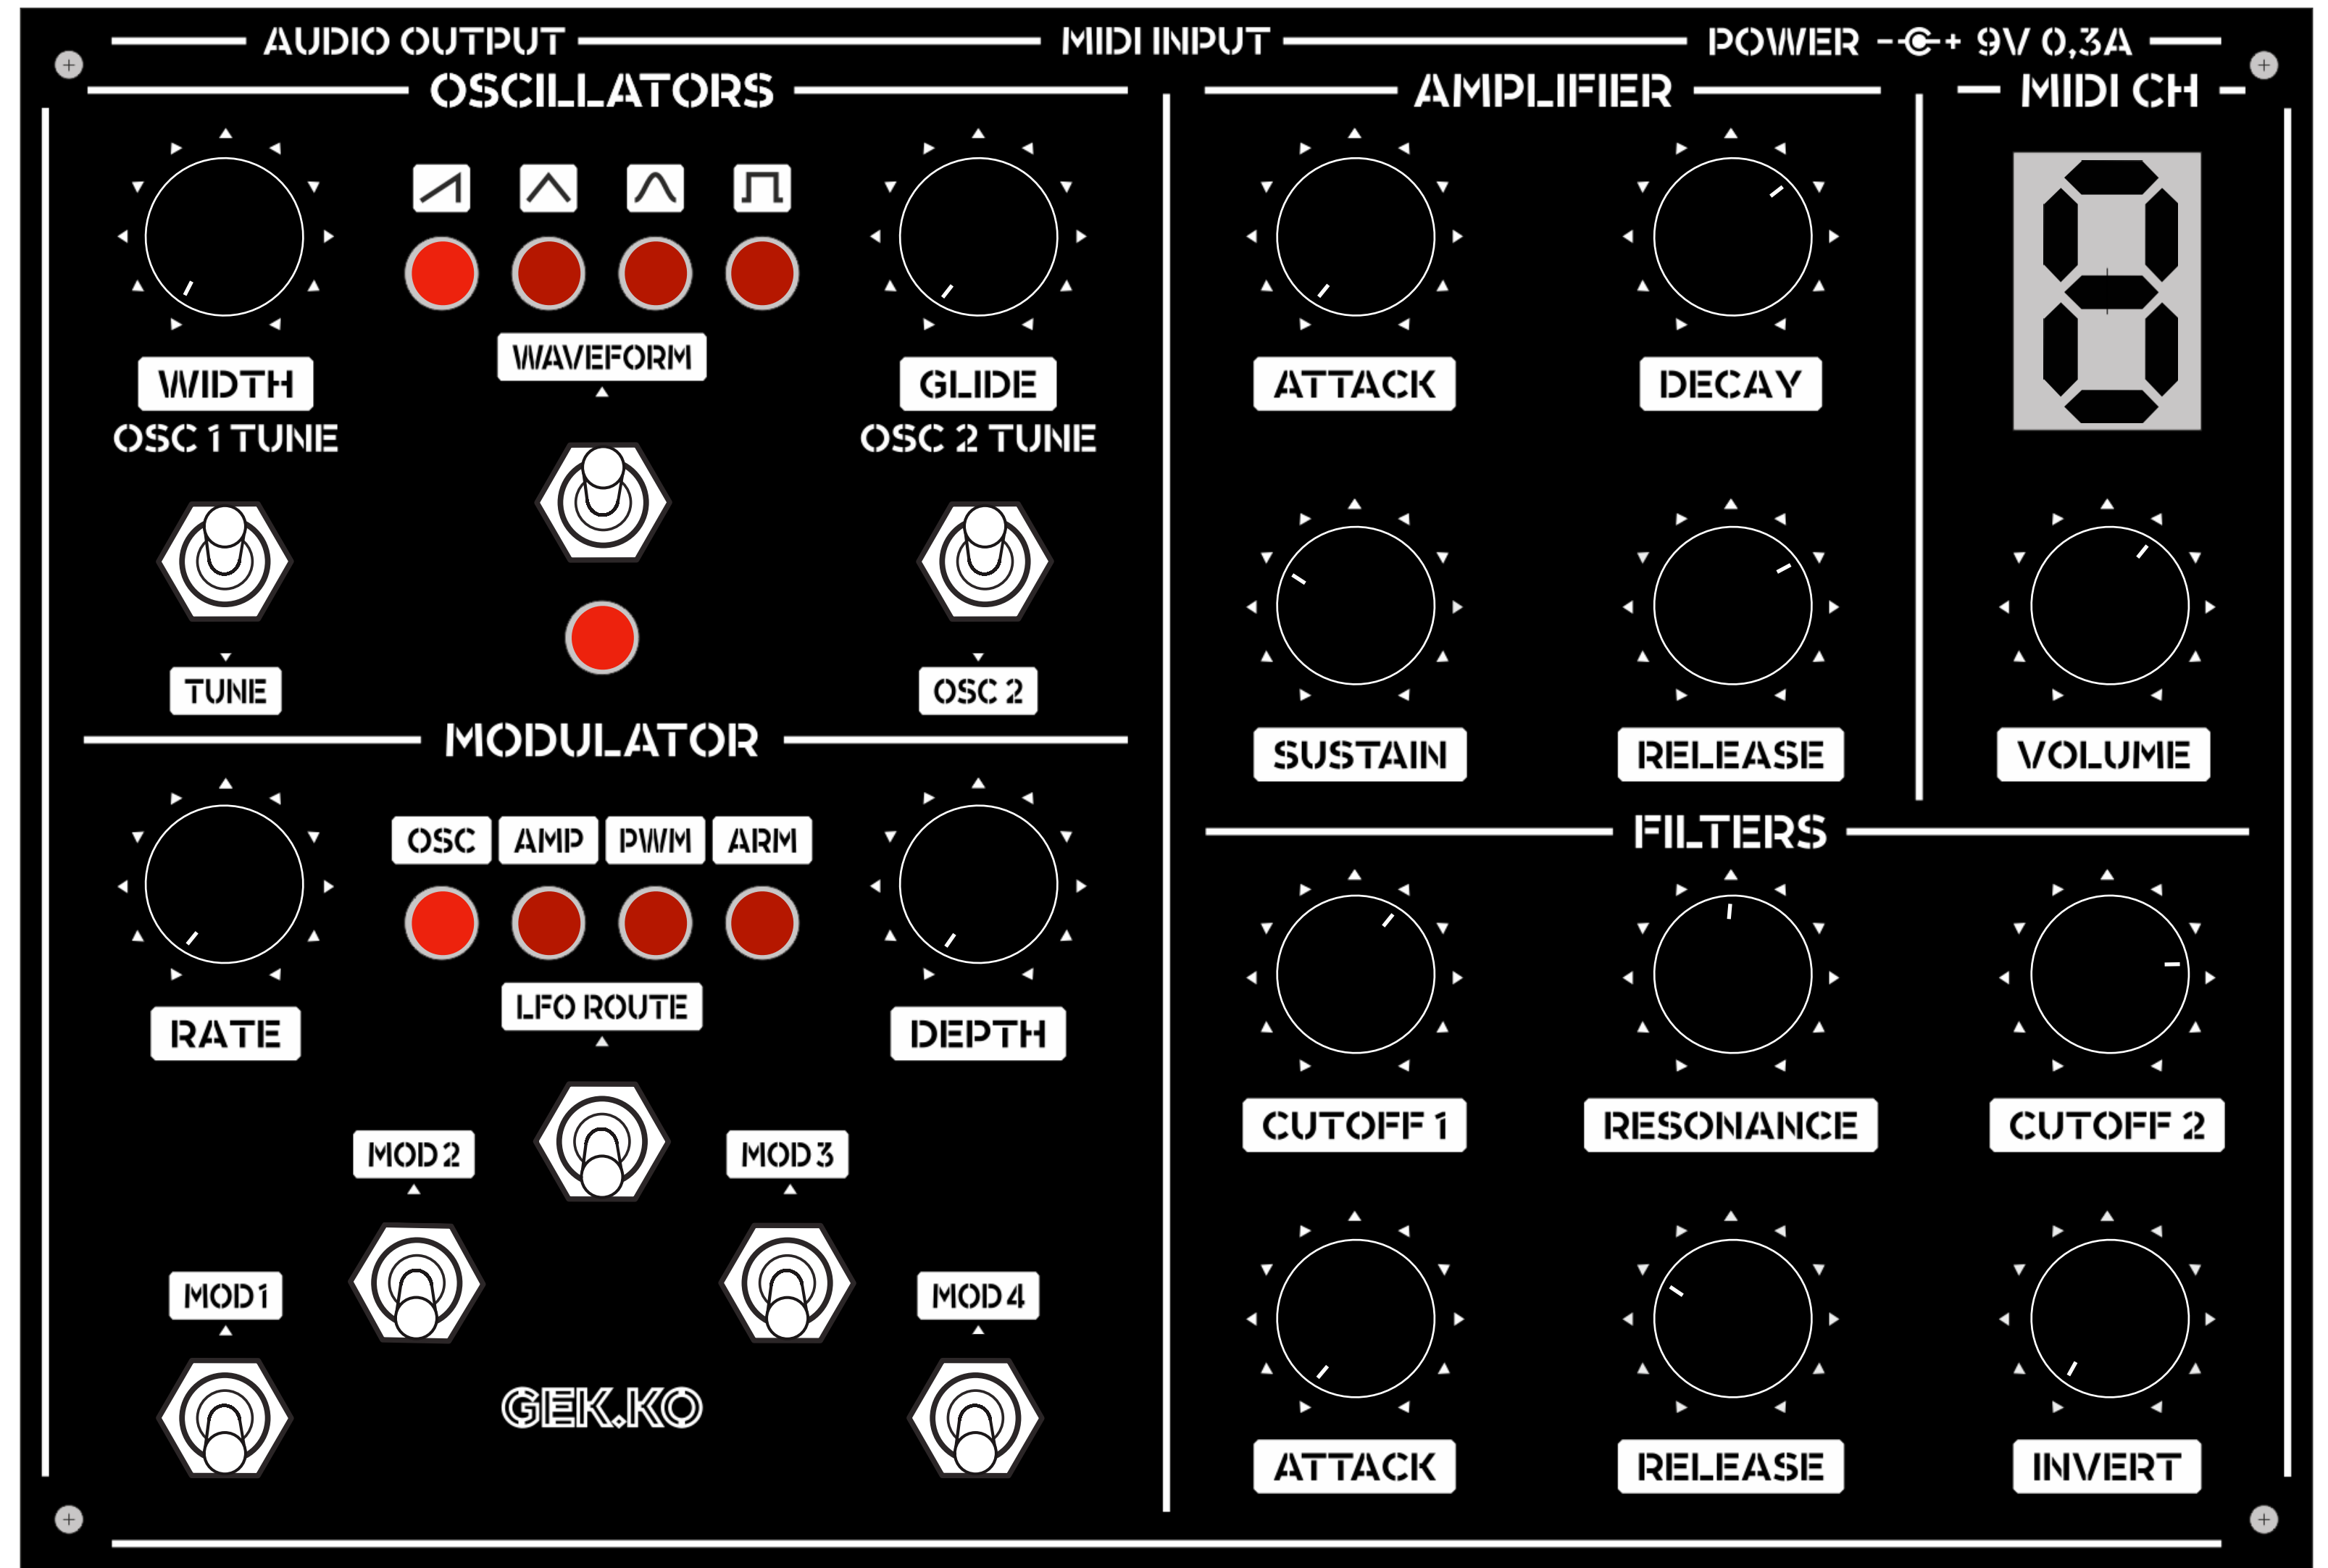 AUDIO OUTPUT MIDI INPUT POWER - + 9V 0,3A
OSCILLATORS AMPLIFIER MIDI CH
WIDTH WAVEFORM GLIDE ATTACK DECAY
OSC 1 TUNE OSC 2 TUNE
TUNE OSC 2
SUSTAIN RELEASE VOLUME
MODULATOR
FILTERS
OSC AMP PWM ARM
RATE LFO ROUTE DEPTH
CUTOFF 1 RESONANCE CUTOFF 2
MOD 2 MOD 3
MOD 1 MOD 4
GEK.KO
ATTACK RELEASE INVERT